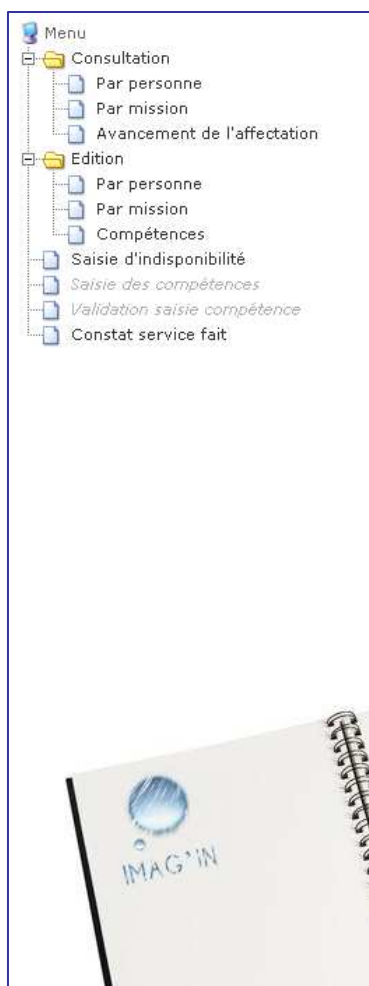 Menu
Consultation
Par personne
Par mission
Avancement de l'affectation
Edition
Par personne
Par mission
Compétences
Saisie d'indisponibilité
Saisie des compétences
Validation saisie compétence
Constat service fait
IMAG'IN